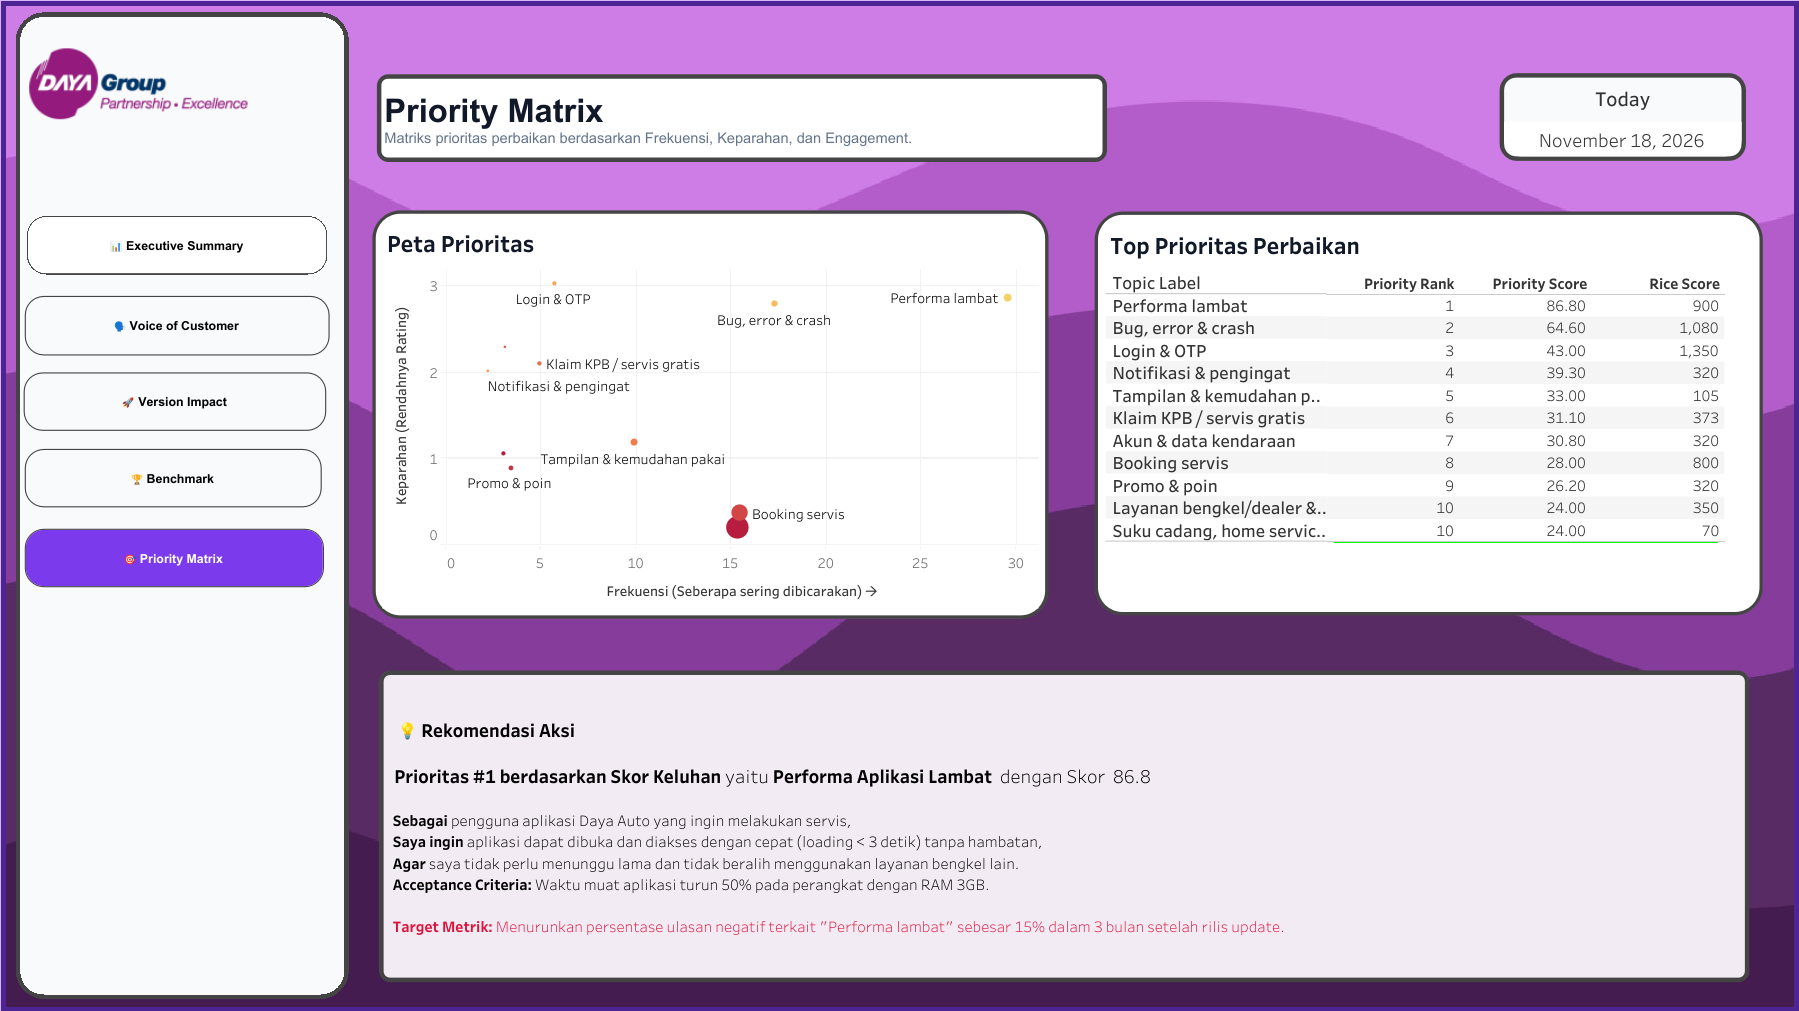 DAYA Group
Partnership • Excellence
Executive Summary
Voice of Customer
Version Impact
Benchmark
Priority Matrix
Priority Matrix
Matriks prioritas perbaikan berdasarkan Frekuensi, Keparahan, dan Engagement.
Today
November 18, 2026
Peta Prioritas
Keparahan (Rendahnya Rating)
3
2
1
0
Login & OTP
Performa lambat
Bug, error & crash
Klaim KPB / servis gratis
Notifikasi & pengingat
Tampilan & kemudahan pakai
Promo & poin
Booking servis
0 5 10 15 20 25 30
Frekuensi (Seberapa sering dibicarakan) →
Top Prioritas Perbaikan
Topic Label Priority Rank Priority Score Rice Score
Performa lambat 1 86.80 900
Bug, error & crash 2 64.60 1,080
Login & OTP 3 43.00 1,350
Notifikasi & pengingat 4 39.30 320
Tampilan & kemudahan p.. 5 33.00 105
Klaim KPB / servis gratis 6 31.10 373
Akun & data kendaraan 7 30.80 320
Booking servis 8 28.00 800
Promo & poin 9 26.20 320
Layanan bengkel/dealer &.. 10 24.00 350
Suku cadang, home servic.. 10 24.00 70
💡 Rekomendasi Aksi
Prioritas #1 berdasarkan Skor Keluhan yaitu Performa Aplikasi Lambat dengan Skor 86.8
Sebagai pengguna aplikasi Daya Auto yang ingin melakukan servis,
Saya ingin aplikasi dapat dibuka dan diakses dengan cepat (loading < 3 detik) tanpa hambatan,
Agar saya tidak perlu menunggu lama dan tidak beralih menggunakan layanan bengkel lain.
Acceptance Criteria: Waktu muat aplikasi turun 50% pada perangkat dengan RAM 3GB.
Target Metrik: Menurunkan persentase ulasan negatif terkait "Performa lambat" sebesar 15% dalam 3 bulan setelah rilis update.